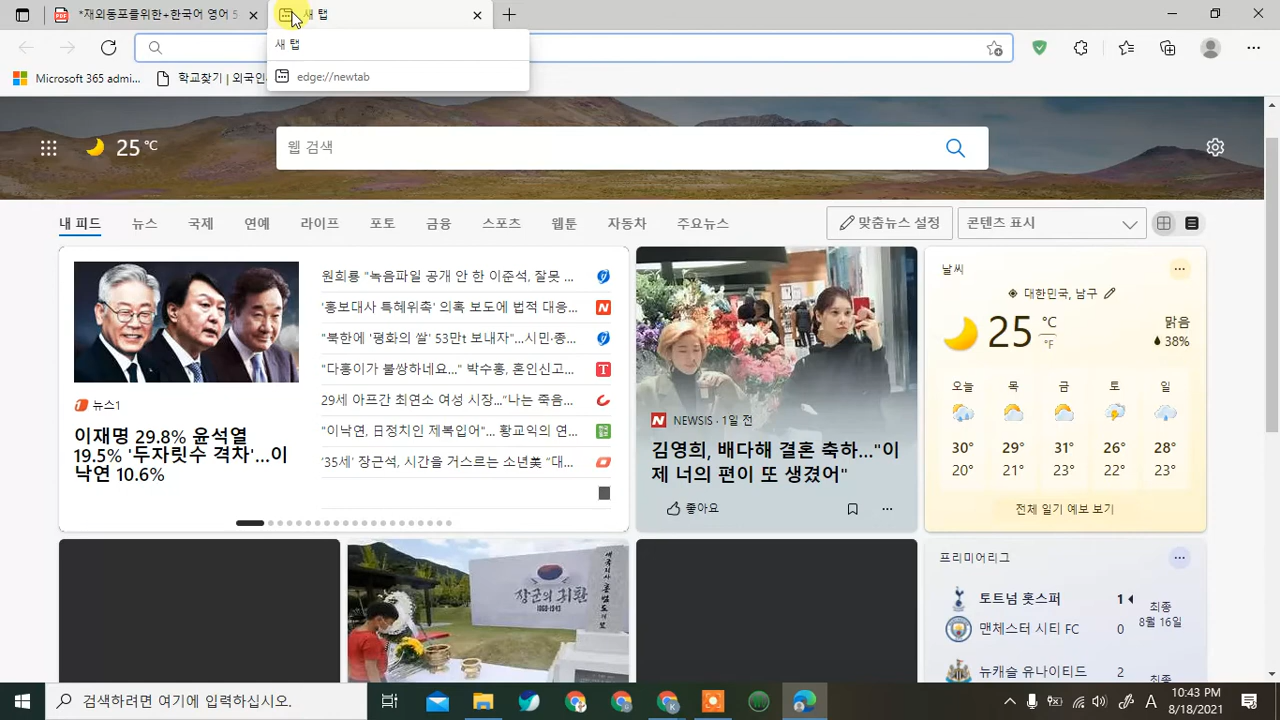 *재외동포를위한+한국어 영어 5
새 탭
새 탭
edge://newtab
Microsoft 365 admi...
학교찾기 | 외국인
25 ℃
웹 검색
내 피드
뉴스
국제
연예
라이프
포토
금융
스포츠
웹툰
자동차
주요뉴스
맞춤뉴스 설정
콘텐츠 표시
뉴스1
이재명 29.8% 윤석열
19.5% '두자릿수 격차'...이
낙연 10.6%
원희룡 "녹음파일 공개 안 한 이준석, 잘못 ...
'홍보대사 특혜위촉' 의혹 보도에 법적 대응...
"북한에 '평화의 쌀' 53만t 보내자"...시민·종...
"다홍이가 불쌍하네요..." 박수홍, 혼인신고...
29세 아프간 최연소 여성 시장..."나는 죽음...
"이낙연, 日정치인 제복입어"... 황교익의 연...
'35세' 장근석, 시간을 거스르는 소년美 "대...
NEWSIS · 1일 전
김영희, 배다해 결혼 축하..."이
제 너의 편이 또 생겼어"
좋아요
날씨
대한민국, 남구
25 °C
°F
맑음
38%
오늘
목
금
토
일
30°
29°
31°
26°
28°
20°
21°
23°
22°
23°
전체 일기 예보 보기
장군의 귀환
1868-1943
프리미어리그
토트넘 홋스퍼 1
맨체스터 시티 FC 0
최종
8월 16일
뉴캐슬 유나이티드 2
최종
검색하려면 여기에 입력하십시오.
A
10:43 PM
8/18/2021